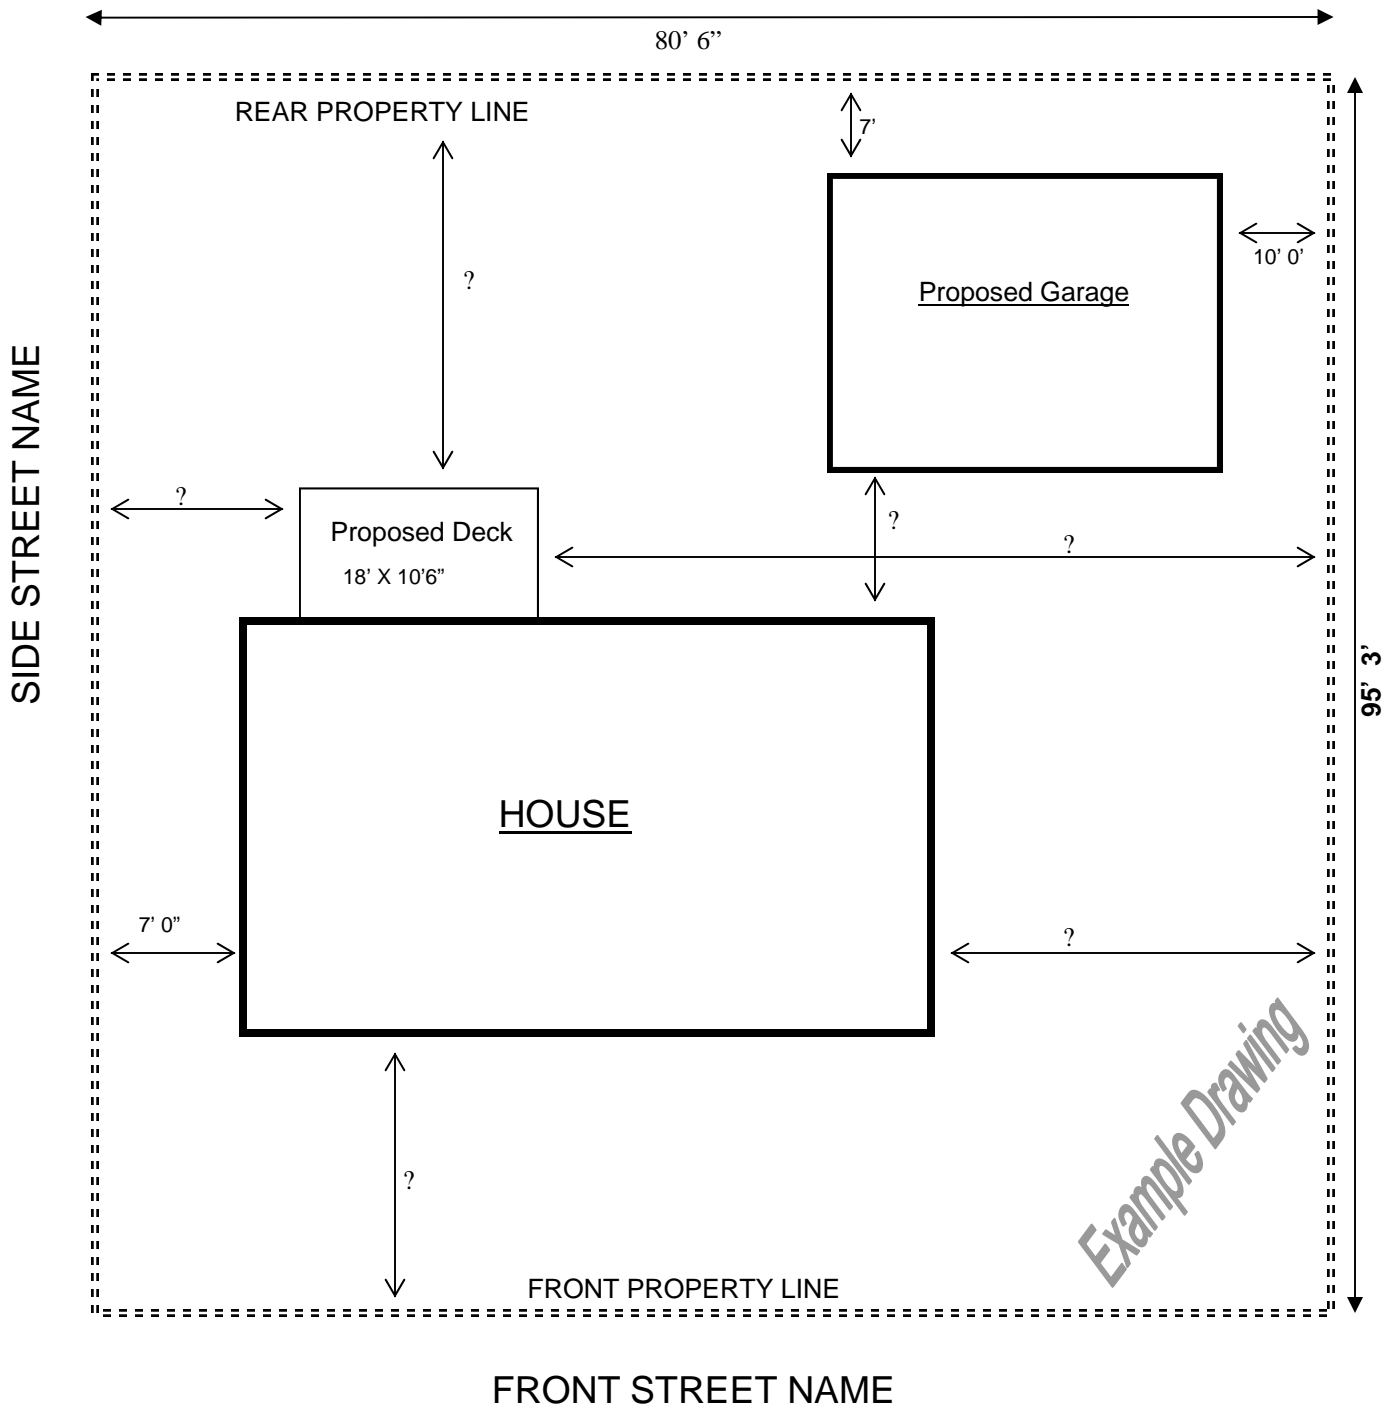 80’ 6”
REAR PROPERTY LINE
7’
10’ 0’
?
Proposed Garage
SIDE STREET NAME
?
?
Proposed Deck
?
18’ X 10’6”
95’ 3’
HOUSE
7’ 0”
?
Example Drawing
?
FRONT PROPERTY LINE
FRONT STREET NAME